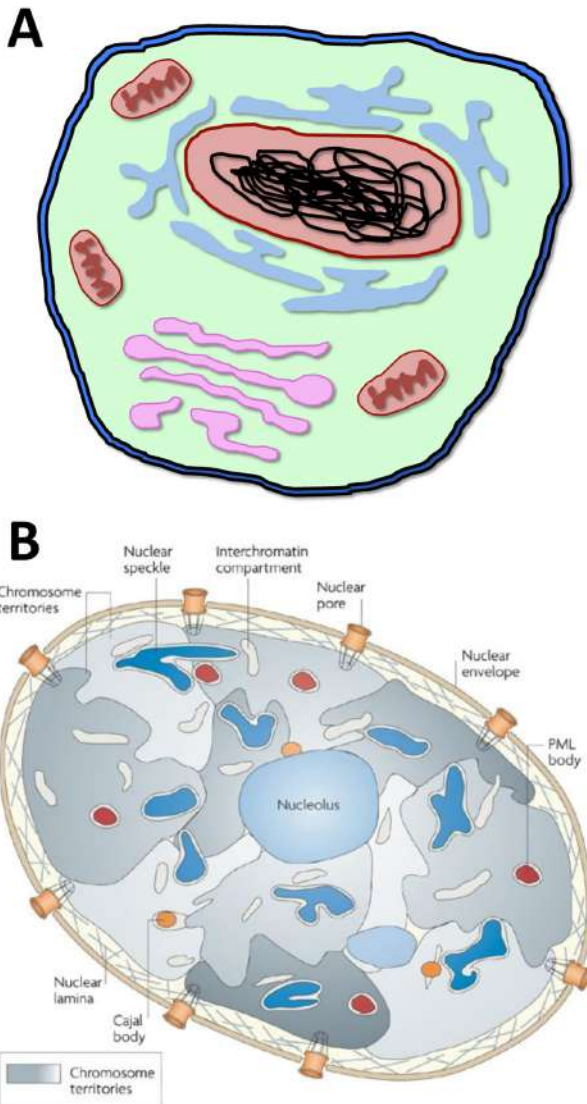 A
B
Nuclear
speckle
Interchromatin
compartment
Chromosome
territories
Nuclear
pore
Nuclear
envelope
PML
body
Nucleolus
Nuclear
lamina
Cajal
body
Chromosome
territories